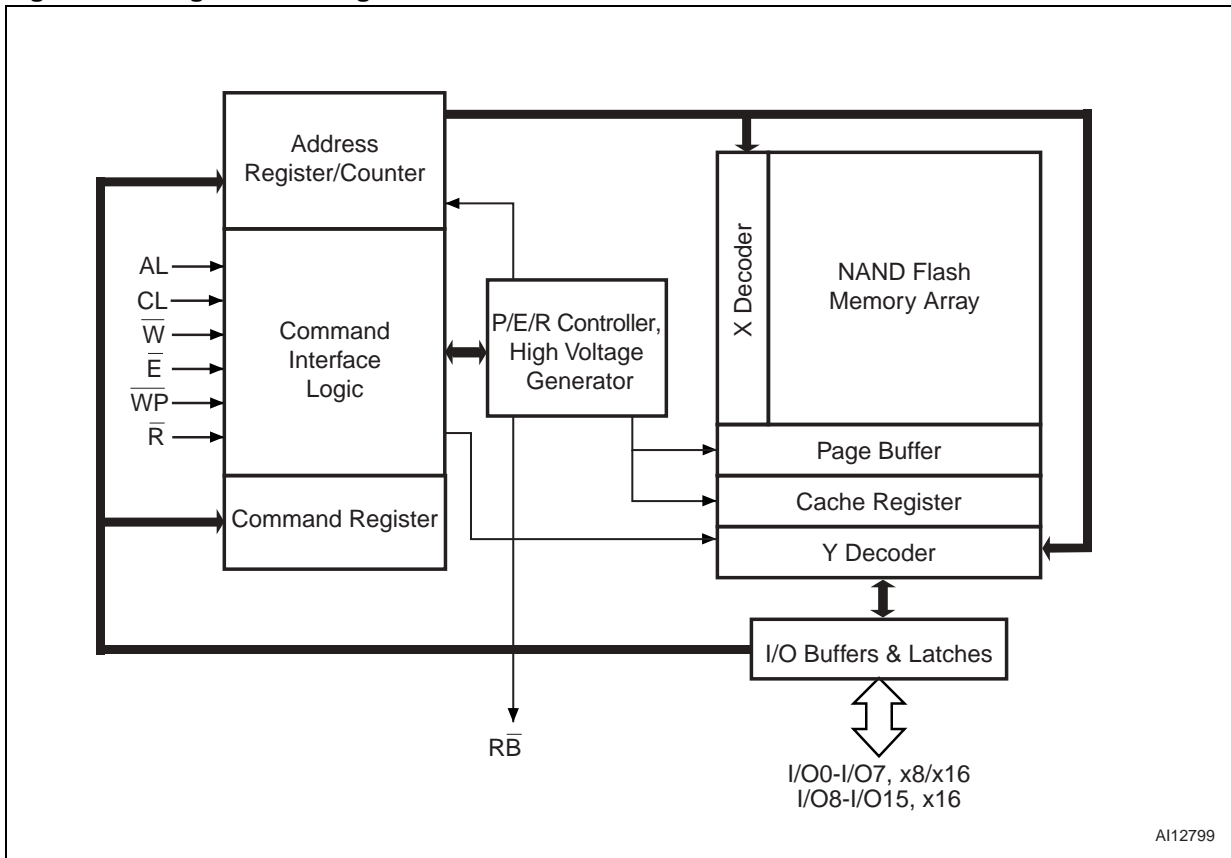 Address
Register/Counter
AL
CL
W̅
E̅
W̅P̅
R̅
Command
Interface
Logic
Command Register
P/E/R Controller,
High Voltage
Generator
RB̅
X Decoder
NAND Flash
Memory Array
Page Buffer
Cache Register
Y Decoder
I/O Buffers & Latches
I/O0-I/O7, x8/x16
I/O8-I/O15, x16
AI12799